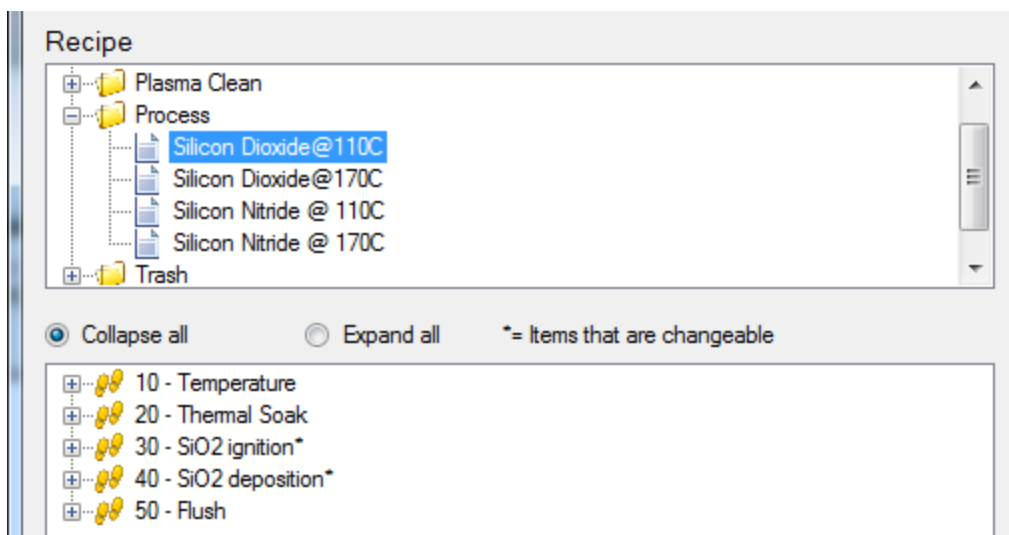 Recipe
Plasma Clean
Process
Silicon Dioxide@110C
Silicon Dioxide@170C
Silicon Nitride @ 110C
Silicon Nitride @ 170C
Trash
Collapse all Expand all *= Items that are changeable
10 - Temperature
20 - Thermal Soak
30 - SiO2 ignition*
40 - SiO2 deposition*
50 - Flush